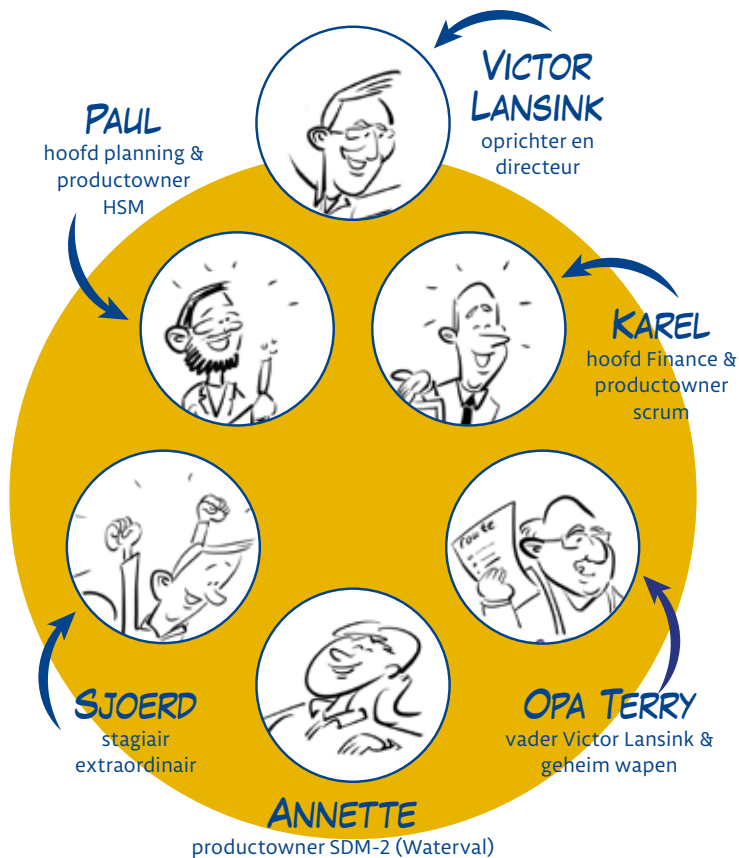 VICTOR
LANSINK
oprichter en
directeur
PAUL
hoofd planning &
productowner
HSM
KAREL
hoofd Finance &
productowner
scrum
route
SJOERD
stagiair
extraordinair
OPA TERRY
vader Victor Lansink &
geheim wapen
ANNETTE
productowner SDM-2 (Waterval)